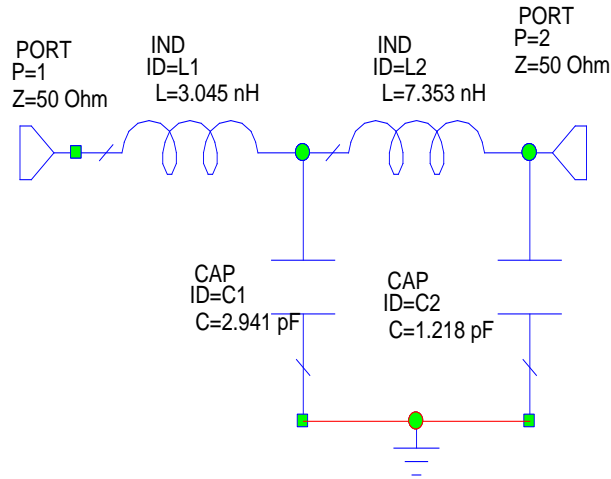 PORT
P=1
Z=50 Ohm
IND
ID=L1
L=3.045 nH
IND
ID=L2
L=7.353 nH
PORT
P=2
Z=50 Ohm
CAP
ID=C1
C=2.941 pF
CAP
ID=C2
C=1.218 pF